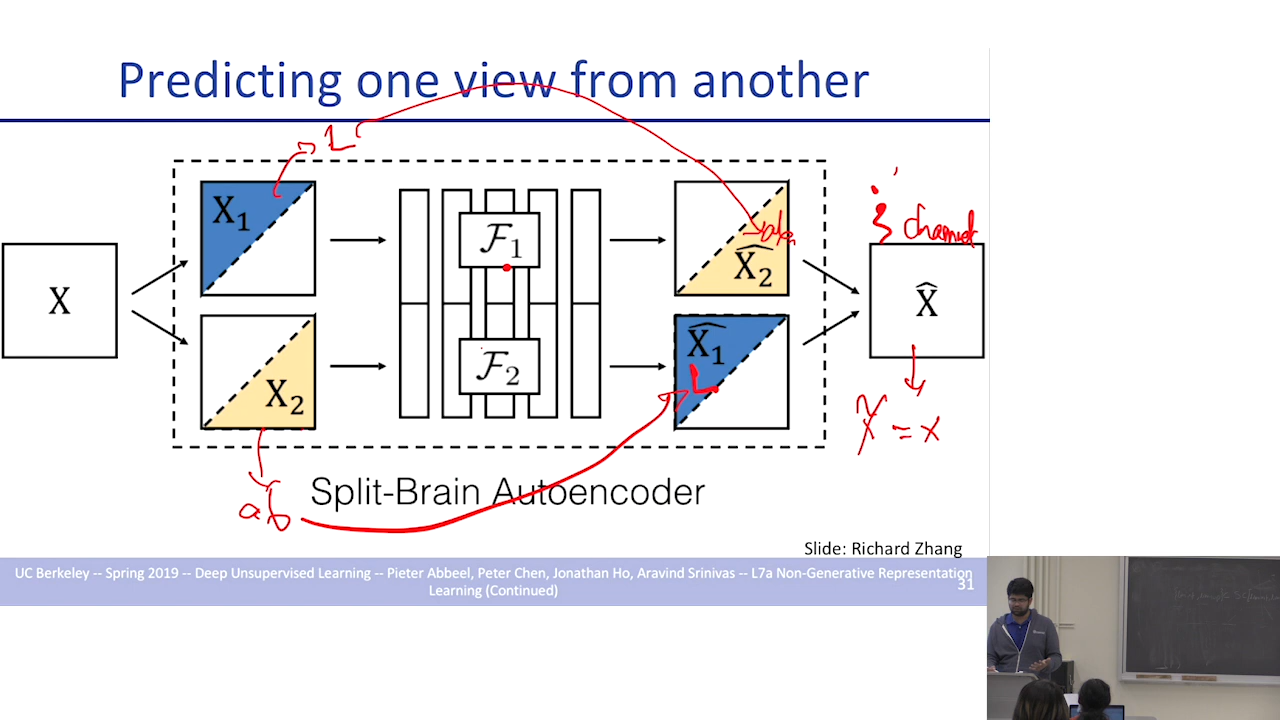 Predicting one view from another
L
X₁
F₁
X̂₂
channel
X
X̂
X₂
F₂
X̂₁
L
X̃ = X
ab
Split-Brain Autoencoder
Slide: Richard Zhang
UC Berkeley -- Spring 2019 -- Deep Unsupervised Learning -- Pieter Abbeel, Peter Chen, Jonathan Ho, Aravind Srinivas -- L7a Non-Generative Representation
Learning (Continued)
31